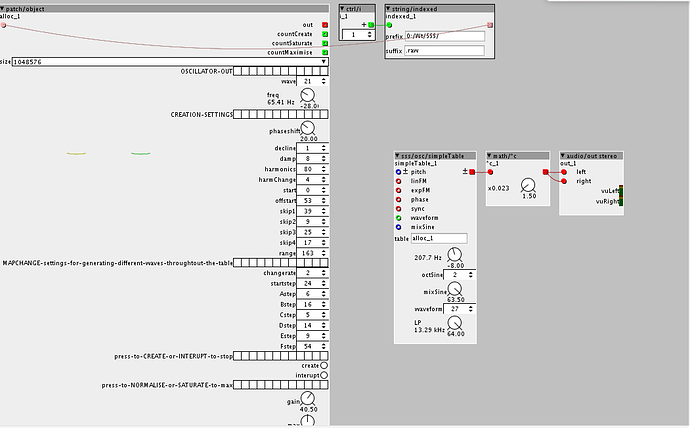 patch/object
alloc_1
out
countCreate
countSaturate
countMaximise
size 1048576
OSCILLATOR-OUT
wave 21
freq
65.41 Hz -28.00
CREATION-SETTINGS
phaseshift
20.00
decline 1
damp 8
harmonics 80
harmChange 4
start 0
offstart 53
skip1 39
skip2 9
skip3 25
skip4 17
range 163
MAPCHANGE-settings-for-generating-different-waves-throughtout-the-table
changerate 2
startstep 24
Astep 6
Bstep 16
Cstep 5
Dstep 14
Estep 9
Fstep 54
press-to-CREATE-or-INTERUPT-to-stop
create
interupt
press-to-NORMALISE-or-SATURATE-to-max
gain
40.50
ctrl/i
i_1
1
string/indexed
indexed_1
+
prefix
suffix .raw
sss/osc/simpleTable
simpleTable_1
± pitch ±
linFM
expFM
phase
sync
waveform
mixSine
table alloc_1
207.7 Hz
-8.00
octSine 2
mixSine
63.50
waveform 27
LP
13.29 kHz 64.00
math/*c
*c_1
x0.023
1.50
audio/out stereo
out_1
left
right
vuLeft
vuRight